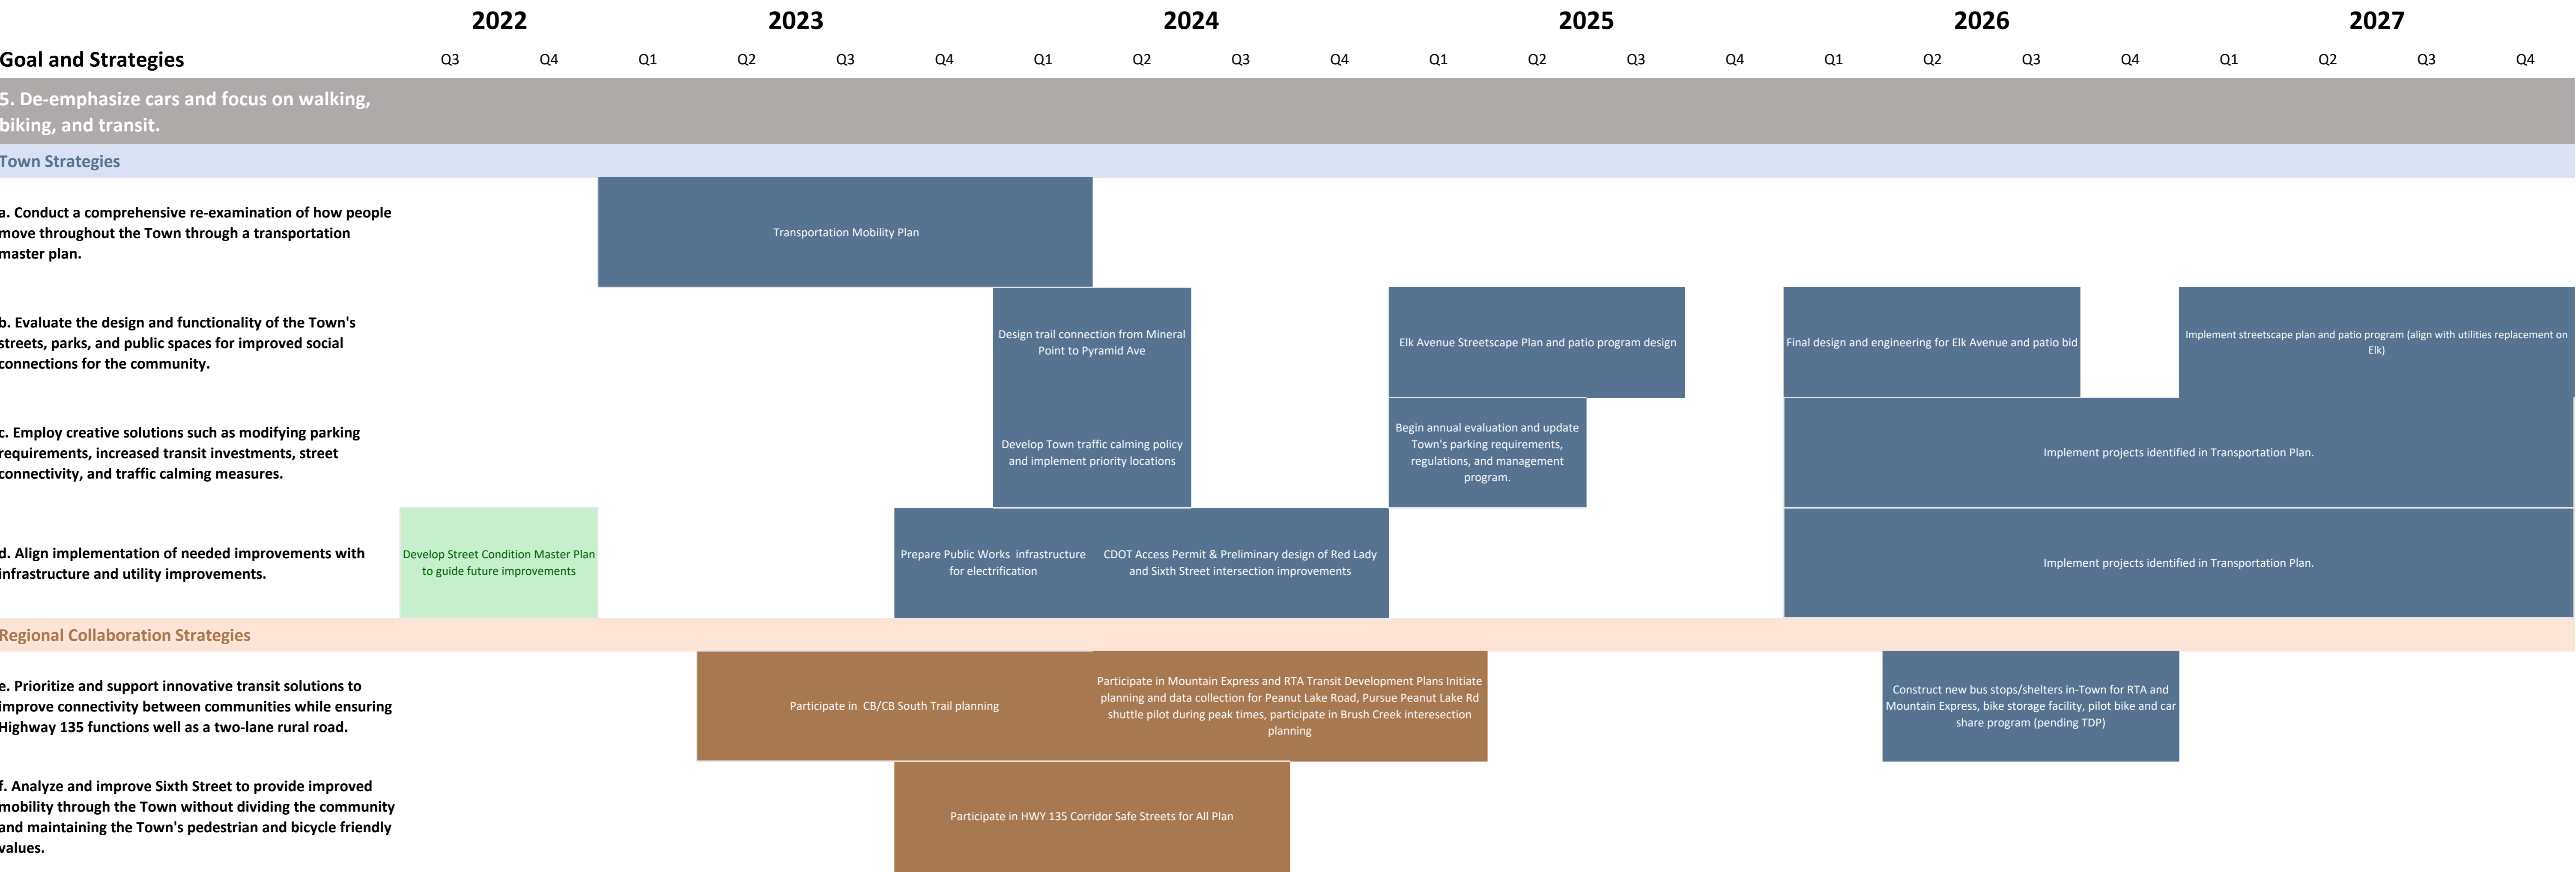 2022 2023 2024 2025 2026 2027
Goal and Strategies Q3 Q4 Q1 Q2 Q3 Q4 Q1 Q2 Q3 Q4 Q1 Q2 Q3 Q4 Q1 Q2 Q3 Q4 Q1 Q2 Q3 Q4
5. De-emphasize cars and focus on walking,
biking, and transit.
Town Strategies
a. Conduct a comprehensive re-examination of how people
move throughout the Town through a transportation
master plan.
Transportation Mobility Plan
b. Evaluate the design and functionality of the Town's
streets, parks, and public spaces for improved social
connections for the community.
Design trail connection from Mineral
Point to Pyramid Ave
Elk Avenue Streetscape Plan and patio program design
Final design and engineering for Elk Avenue and patio bid
Implement streetscape plan and patio program (align with utilities replacement on
Elk)
c. Employ creative solutions such as modifying parking
requirements, increased transit investments, street
connectivity, and traffic calming measures.
Develop Town traffic calming policy
and implement priority locations
Begin annual evaluation and update
Town's parking requirements,
regulations, and management
program.
Implement projects identified in Transportation Plan.
d. Align implementation of needed improvements with
infrastructure and utility improvements.
Develop Street Condition Master Plan
to guide future improvements
Prepare Public Works infrastructure
for electrification
CDOT Access Permit & Preliminary design of Red Lady
and Sixth Street intersection improvements
Implement projects identified in Transportation Plan.
Regional Collaboration Strategies
e. Prioritize and support innovative transit solutions to
improve connectivity between communities while ensuring
Highway 135 functions well as a two-lane rural road.
Participate in CB/CB South Trail planning
Participate in Mountain Express and RTA Transit Development Plans Initiate
planning and data collection for Peanut Lake Road, Pursue Peanut Lake Rd
shuttle pilot during peak times, participate in Brush Creek interesection
planning
Construct new bus stops/shelters in-Town for RTA and
Mountain Express, bike storage facility, pilot bike and car
share program (pending TDP)
f. Analyze and improve Sixth Street to provide improved
mobility through the Town without dividing the community
and maintaining the Town's pedestrian and bicycle friendly
values.
Participate in HWY 135 Corridor Safe Streets for All Plan